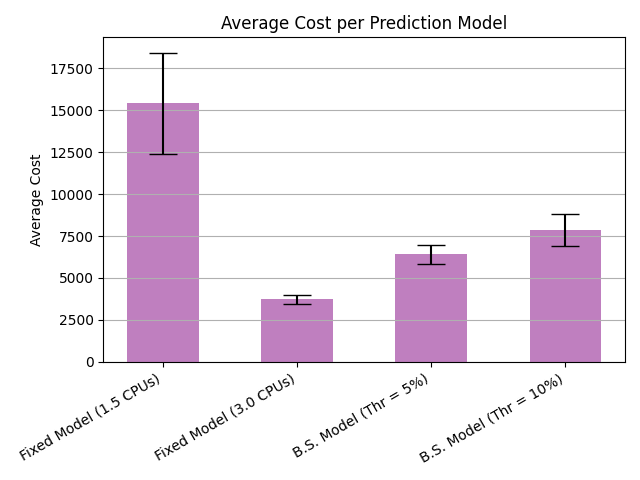 Average Cost per Prediction Model
Average Cost
17500
15000
12500
10000
7500
5000
2500
0
Fixed Model (1.5 CPUs)
Fixed Model (3.0 CPUs)
B.S. Model (Thr = 5%)
B.S. Model (Thr = 10%)